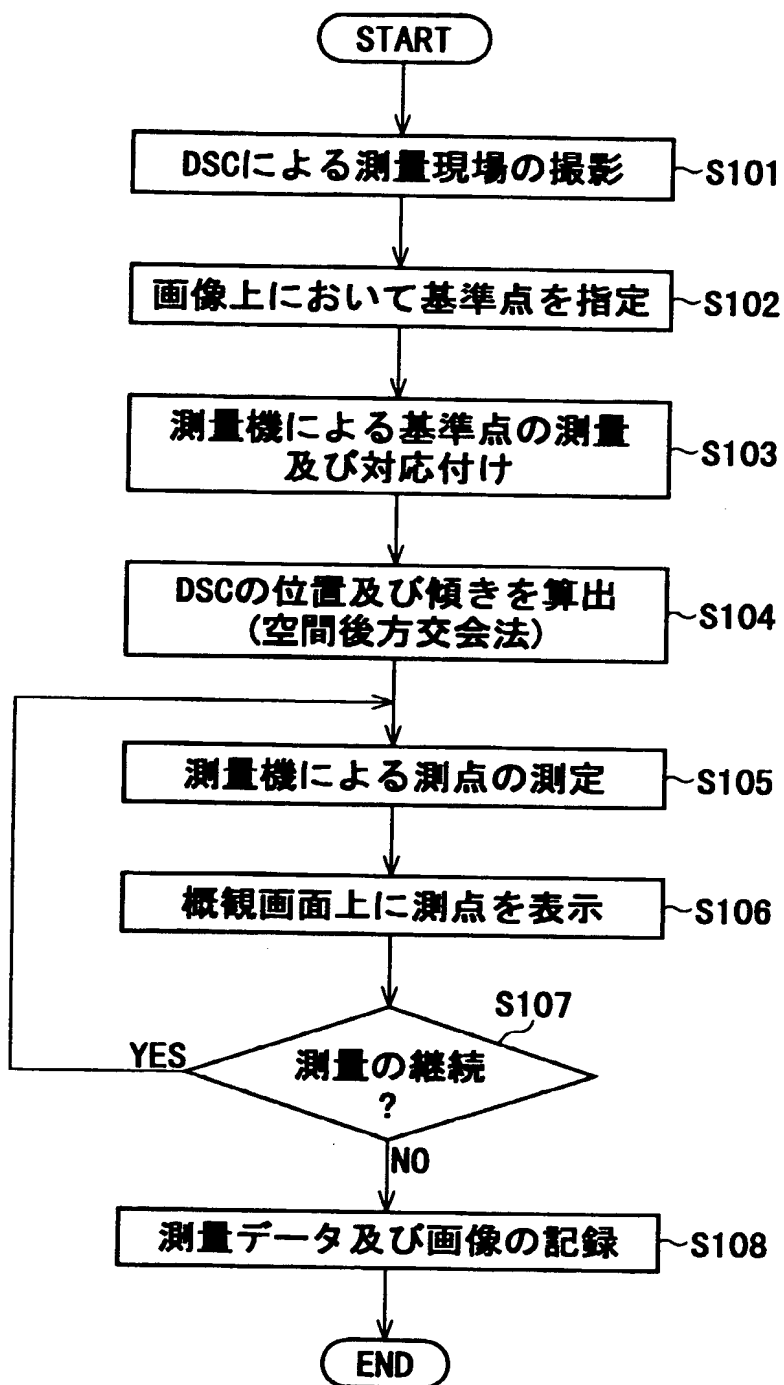 START
DSCによる測量現場の撮影
S101
画像上において基準点を指定
S102
測量機による基準点の測量
及び対応付け
S103
DSCの位置及び傾きを算出
(空間後方交会法)
S104
測量機による測点の測定
S105
概観画面上に測点を表示
S106
S107
YES
測量の継続
?
NO
測量データ及び画像の記録
S108
END